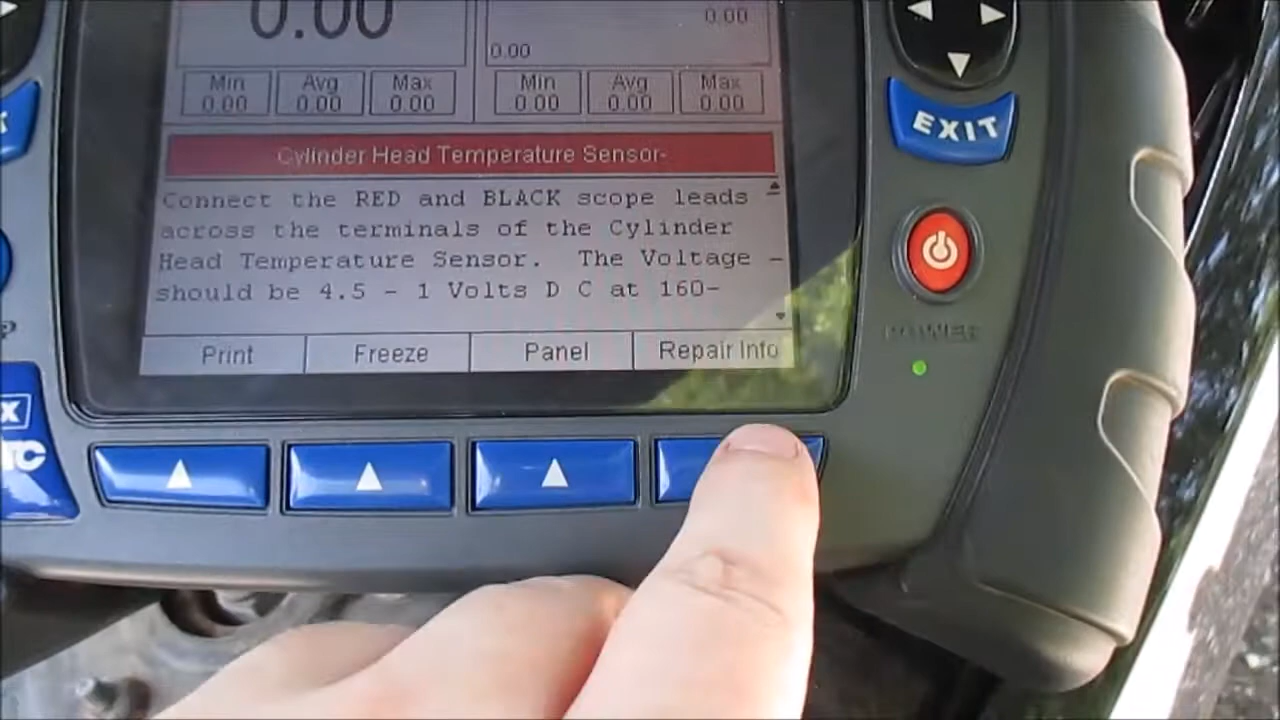 0.00
0.00
0.00
Min Avg Max Min Avg Max
0.00 0.00 0.00 0.00 0.00 0.00
Cylinder Head Temperature Sensor-
Connect the RED and BLACK scope leads
across the terminals of the Cylinder
Head Temperature Sensor. The Voltage
should be 4.5 - 1 Volts D C at 160-
Print Freeze Panel Repair Info
EXIT
POWER